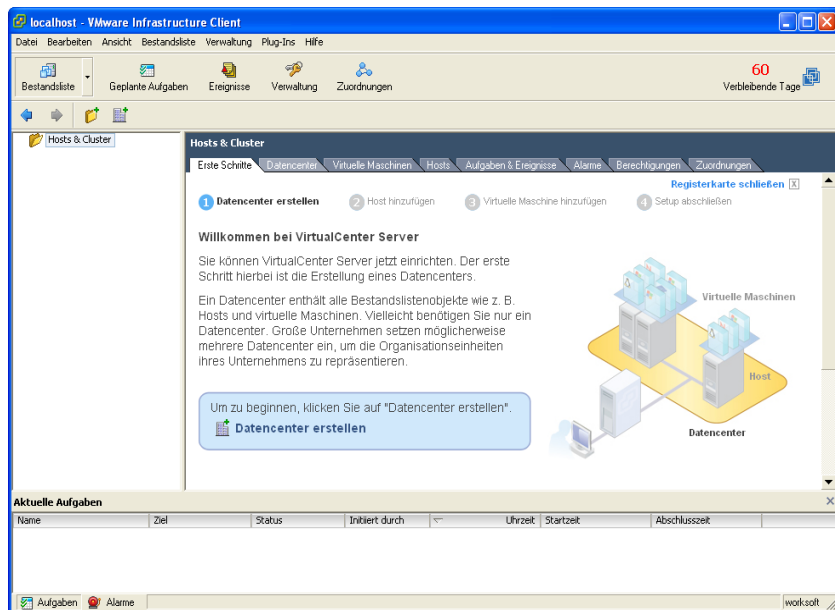 localhost - VMware Infrastructure Client
Datei Bearbeiten Ansicht Bestandsliste Verwaltung Plug-Ins Hilfe
Bestandsliste Geplante Aufgaben Ereignisse Verwaltung Zuordnungen
60
Verbleibende Tage
Hosts & Cluster
Hosts & Cluster
Erste Schritte Datencenter Virtuelle Maschinen Hosts Aufgaben & Ereignisse Alarme Berechtigungen Zuordnungen
Registerkarte schließen X
1 Datencenter erstellen 2 Host hinzufügen 3 Virtuelle Maschine hinzufügen 4 Setup abschließen
Willkommen bei VirtualCenter Server
Sie können VirtualCenter Server jetzt einrichten. Der erste
Schritt hierbei ist die Erstellung eines Datencenters.
Ein Datencenter enthält alle Bestandslistenobjekte wie z. B.
Hosts und virtuelle Maschinen. Vielleicht benötigen Sie nur ein
Datencenter. Große Unternehmen setzen möglicherweise
mehrere Datencenter ein, um die Organisationseinheiten
ihres Unternehmens zu repräsentieren.
Um zu beginnen, klicken Sie auf "Datencenter erstellen".
Datencenter erstellen
Virtuelle Maschinen
Host
Datencenter
Aktuelle Aufgaben
Name Ziel Status Initiiert durch Uhrzeit Startzeit Abschlusszeit
Aufgaben Alarme worksoft